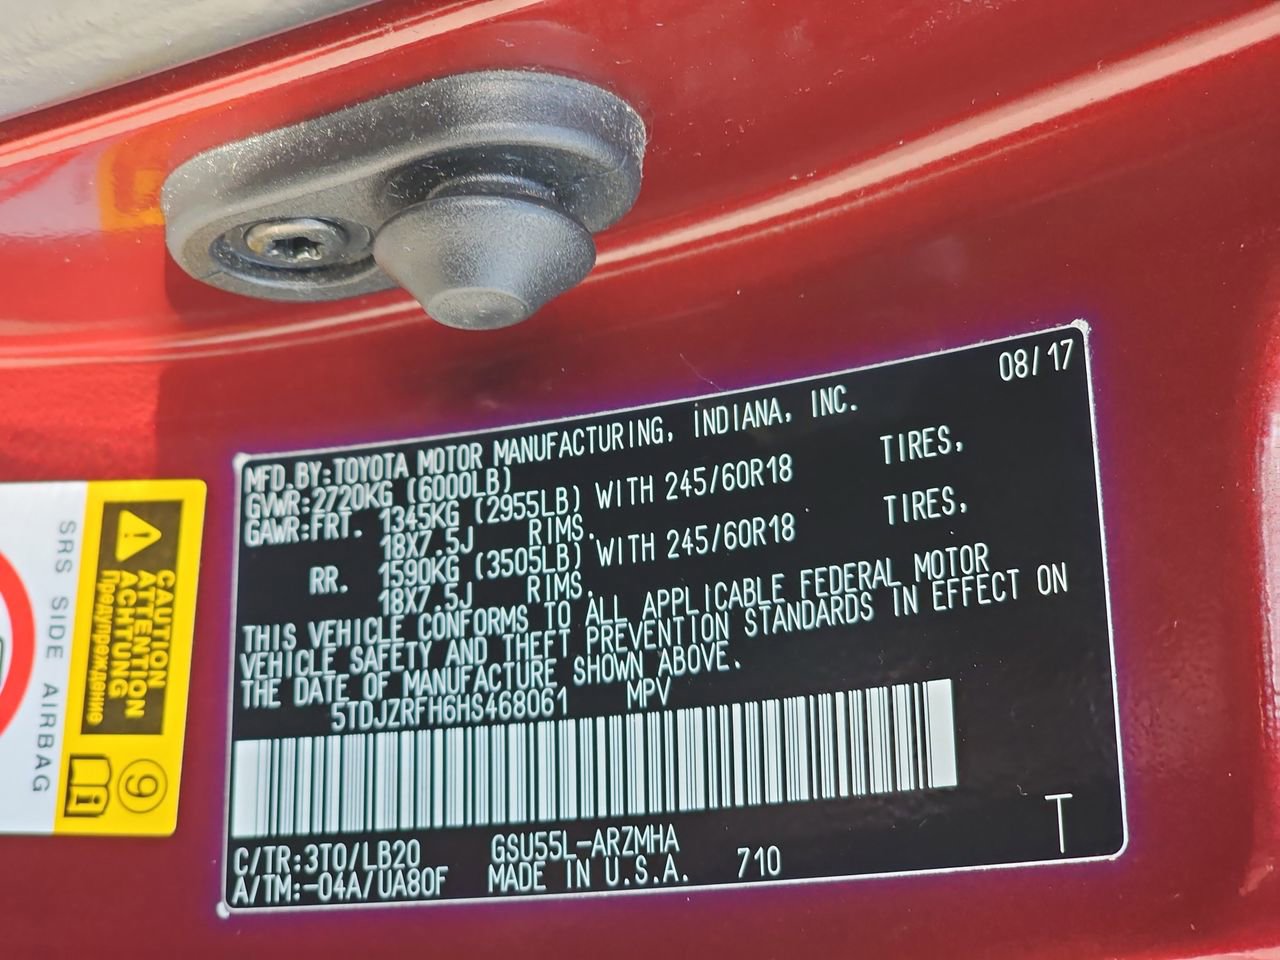 MFD.BY:TOYOTA MOTOR MANUFACTURING, INDIANA, INC. 08/17
GVWR:2720KG (6000LB)
GAWR:FRT. 1345KG (2955LB) WITH 245/60R18 TIRES,
18X7.5J RIMS.
RR. 1590KG (3505LB) WITH 245/60R18 TIRES,
18X7.5J RIMS.
THIS VEHICLE CONFORMS TO ALL APPLICABLE FEDERAL MOTOR
VEHICLE SAFETY AND THEFT PREVENTION STANDARDS IN EFFECT ON
THE DATE OF MANUFACTURE SHOWN ABOVE.
5TDJZRFH6HS468061 MPV
C/TR:3T0/LB20 GSU55L-ARZMHA
A/TM:-04A/UA80F MADE IN U.S.A. 710
T
CAUTION
ATTENTION
ACHTUNG
Предупреждение
SRS SIDE AIRBAG
9
i